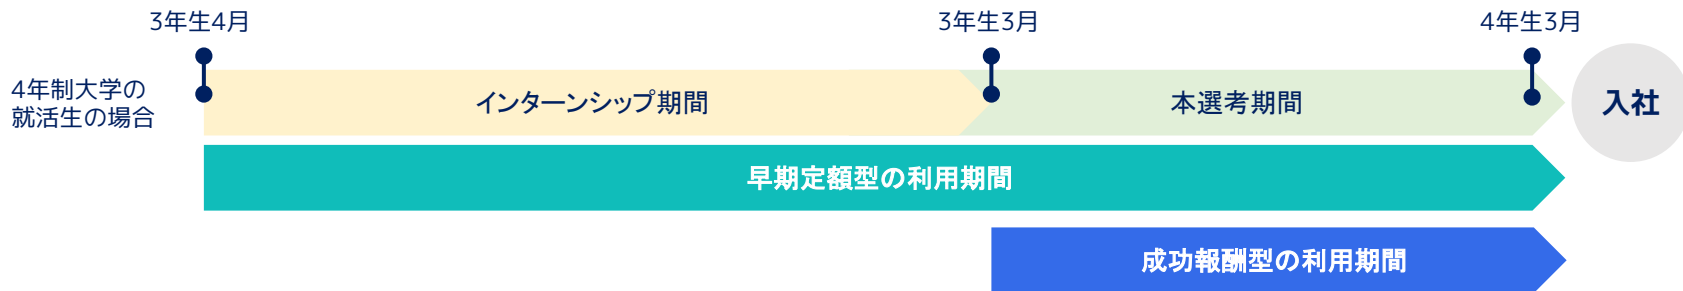 3年生4月
3年生3月
4年生3月
4年制大学の
就活生の場合
インターンシップ期間
本選考期間
入社
早期定額型の利用期間
成功報酬型の利用期間